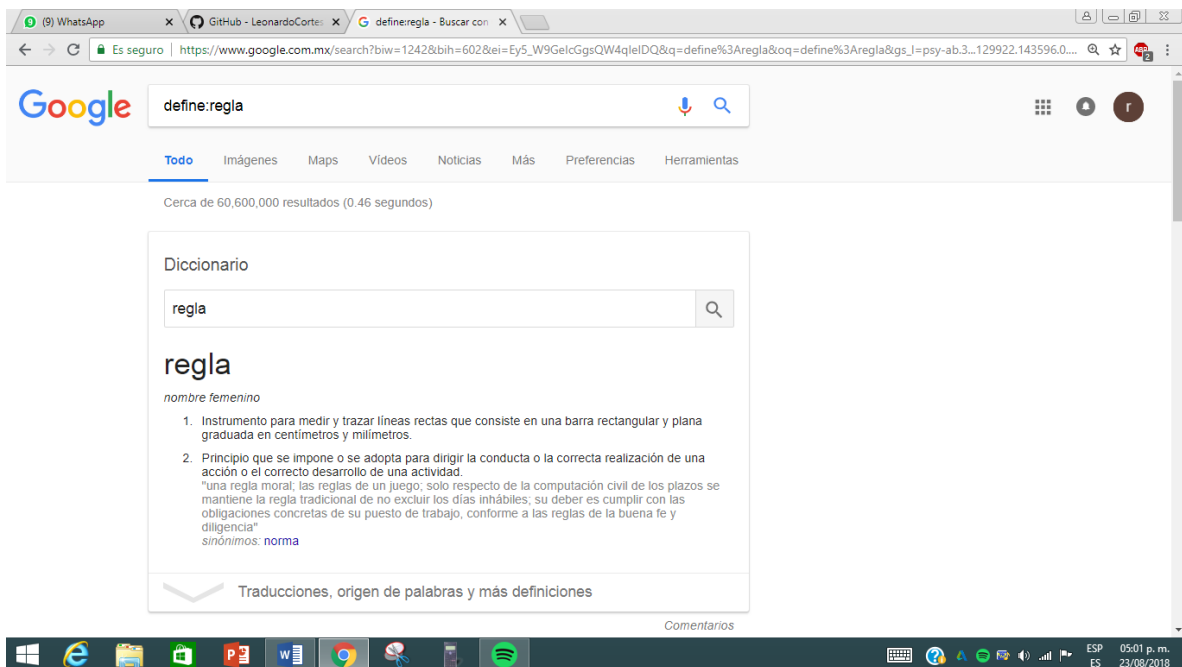 (9) WhatsApp
GitHub - LeonardoCortes
define:regla - Buscar con
Es seguro | https://www.google.com.mx/search?biw=1242&bih=602&ei=Ey5_W9GelcGgsQW4qIeIDQ&q=define%3Aregla&oq=define%3Aregla&gs_l=psy-ab.3...129922.143596.0....
ABP
2
Google
define:regla
r
Todo Imágenes Maps Vídeos Noticias Más Preferencias Herramientas
Cerca de 60,600,000 resultados (0.46 segundos)
Diccionario
regla
regla
nombre femenino
1. Instrumento para medir y trazar líneas rectas que consiste en una barra rectangular y plana
graduada en centímetros y milímetros.
2. Principio que se impone o se adopta para dirigir la conducta o la correcta realización de una
acción o el correcto desarrollo de una actividad.
"una regla moral; las reglas de un juego; solo respecto de la computación civil de los plazos se
mantiene la regla tradicional de no excluir los días inhábiles; su deber es cumplir con las
obligaciones concretas de su puesto de trabajo, conforme a las reglas de la buena fe y
diligencia"
sinónimos: norma
Traducciones, origen de palabras y más definiciones
Comentarios
ESP 05:01 p. m.
ES 23/08/2018